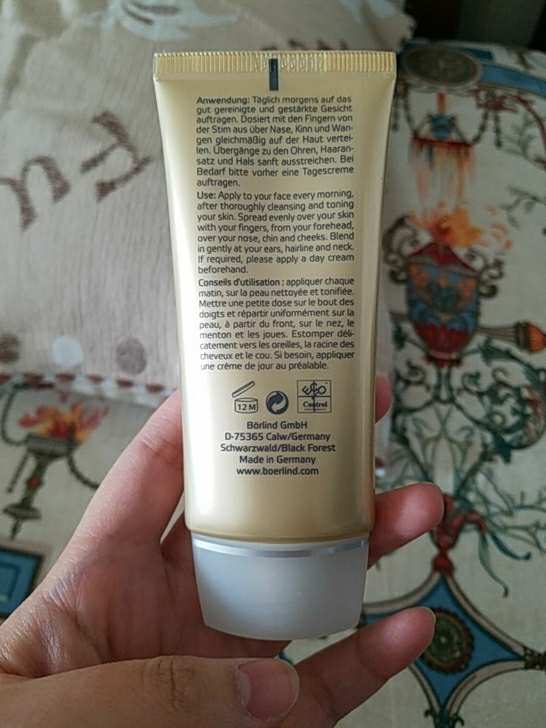 Anwendung: Täglich morgens auf das
gut gereinigte und gestärkte Gesicht
auftragen. Dosiert mit den Fingern von
der Stirn aus über Nase, Kinn und Wan-
gen gleichmäßig auf der Haut vertei-
len. Übergänge zu den Ohren, Haaran-
satz und Hals sanft ausstreichen. Bei
Bedarf bitte vorher eine Tagescreme
auftragen.
Use: Apply to your face every morning,
after thoroughly cleansing and toning
your skin. Spread evenly over your skin
with your fingers, from your forehead,
over your nose, chin and cheeks. Blend
in gently at your ears, hairline and neck.
If required, please apply a day cream
beforehand.
Conseils d'utilisation : appliquer chaque
matin, sur la peau nettoyée et tonifiée.
Mettre une petite dose sur le bout des
doigts et répartir uniformément sur la
peau, à partir du front, sur le nez, le
menton et les joues. Estomper déli-
catement vers les oreilles, la racine des
cheveux et le cou. Si besoin, appliquer
une crème de jour au préalable.
12 M
eco
Control
Börlind GmbH
D-75365 Calw/Germany
Schwarzwald/Black Forest
Made in Germany
www.boerlind.com